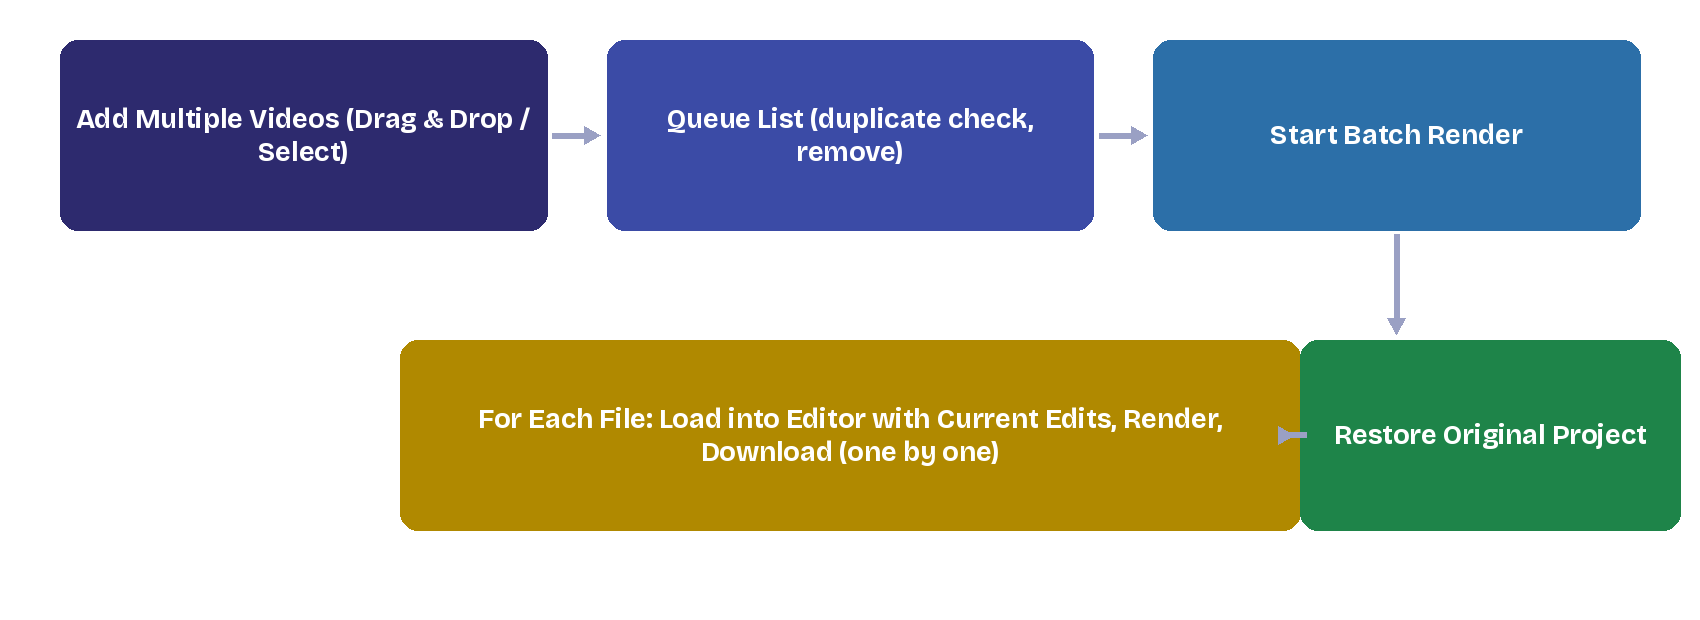 Add Multiple Videos (Drag & Drop /
Select)
Queue List (duplicate check,
remove)
Start Batch Render
For Each File: Load into Editor with Current Edits, Render,
Download (one by one)
Restore Original Project